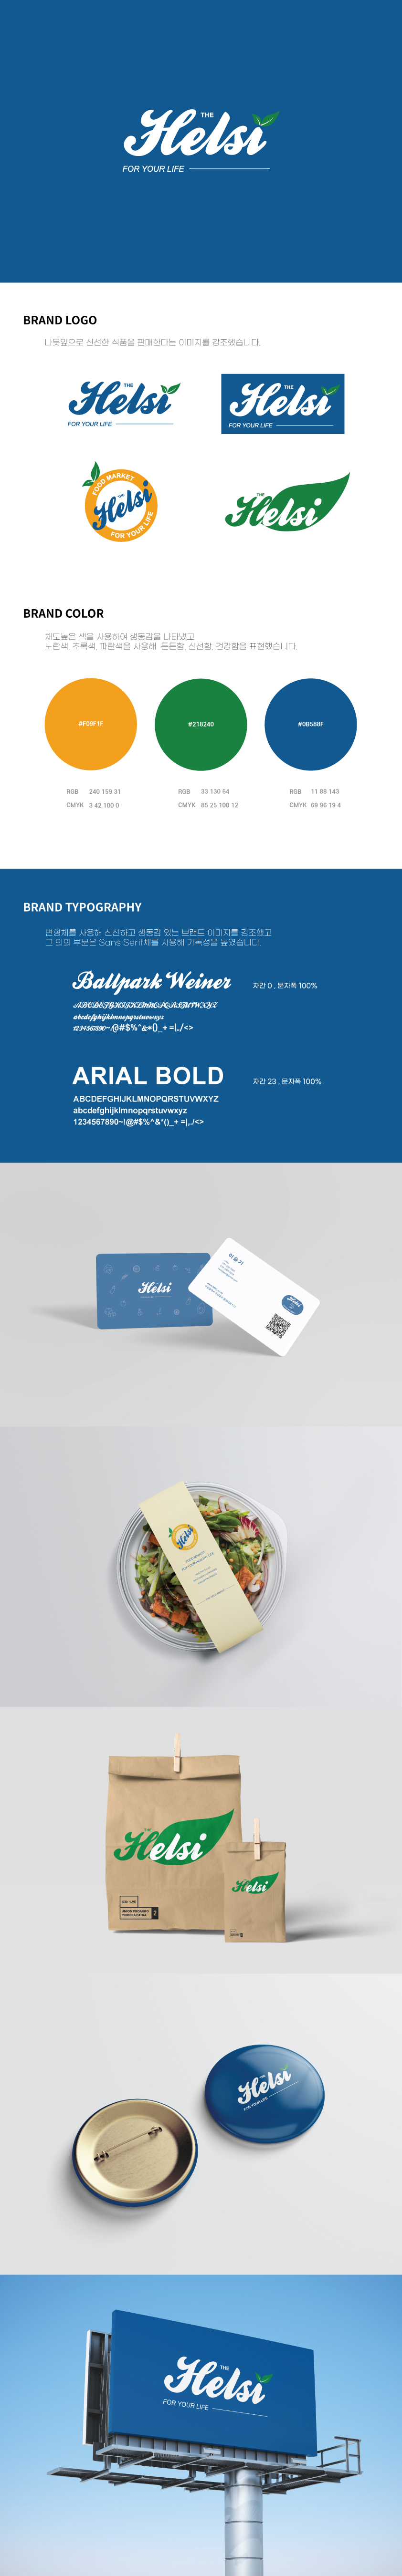 THE
Helsi
FOR YOUR LIFE
BRAND LOGO
나뭇잎으로 신선한 식품을 판매한다는 이미지를 강조했습니다.
THE
Helsi
FOR YOUR LIFE
THE
Helsi
FOR YOUR LIFE
FOOD MARKET
THE
Helsi
FOR YOUR LIFE
THE
Helsi
BRAND COLOR
채도높은 색을 사용하여 생동감을 나타냈고
노란색, 초록색, 파란색을 사용해 든든함, 신선함, 건강함을 표현했습니다.
#F09F1F
#218240
#0B588F
RGB 240 159 31
CMYK 3 42 100 0
RGB 33 130 64
CMYK 85 25 100 12
RGB 11 88 143
CMYK 69 96 19 4
BRAND TYPOGRAPHY
변형체를 사용해 신선하고 생동감 있는 브랜드 이미지를 강조했고
그 외의 부분은 Sans Serif체를 사용해 가독성을 높였습니다.
Ballpark Weiner
자간 0 , 문자폭 100%
ABCDEFGHIJKLMNOPQRSTUVWXYZ
abcdefghijklmnopqrstuvwxyz
1234567890~!@#$%^&*()_+ =|,./<>
ARIAL BOLD
자간 23 , 문자폭 100%
ABCDEFGHIJKLMNOPQRSTUVWXYZ
abcdefghijklmnopqrstuvwxyz
1234567890~!@#$%^&*()_+ =|,./<>
Helsi
이슬기
Helsi
Helsi
FOOD MARKET
THE
Helsi
THE
Helsi
2
THE
Helsi
FOR YOUR LIFE
THE
Helsi
FOR YOUR LIFE